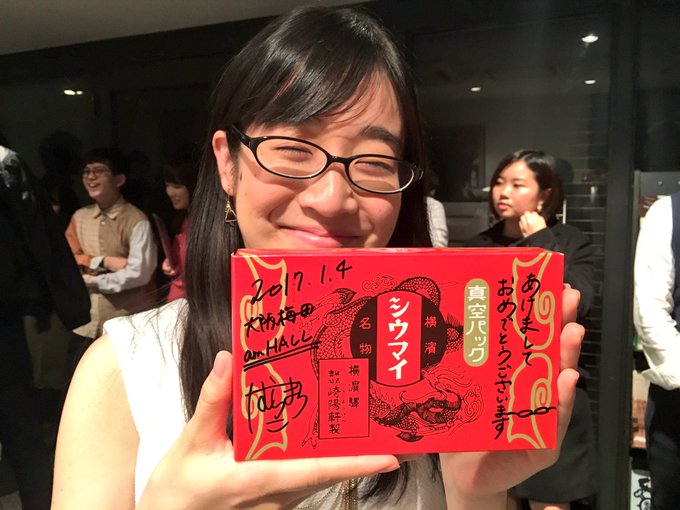 2017.1.4
大阪梅田
amHALL
横濱
名物
シウマイ
横濱驛
崎陽軒製
真空パック
あけまして
おめでとうございます